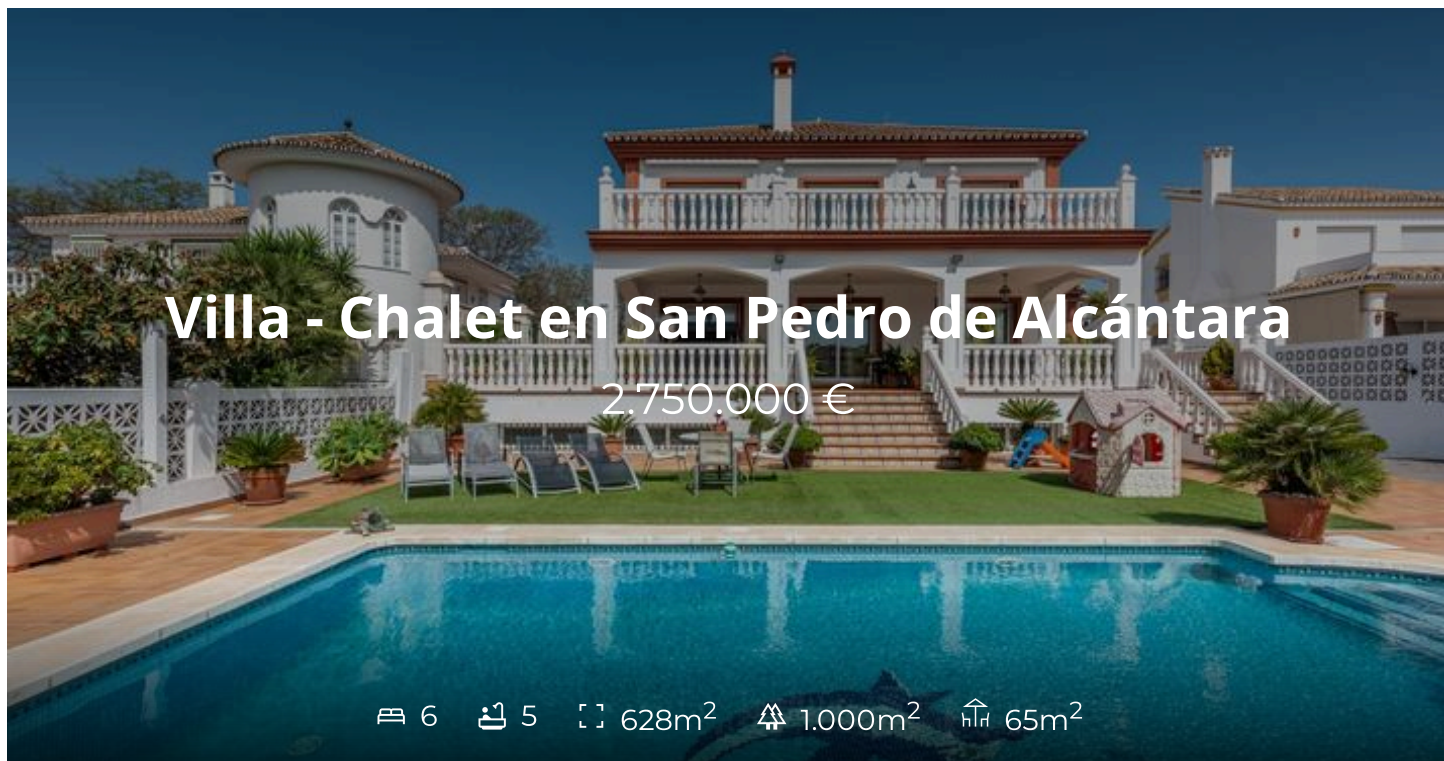 Villa - Chalet en San Pedro de Alcántara
2.750.000 €
6 5 628m² 1.000m² 65m²